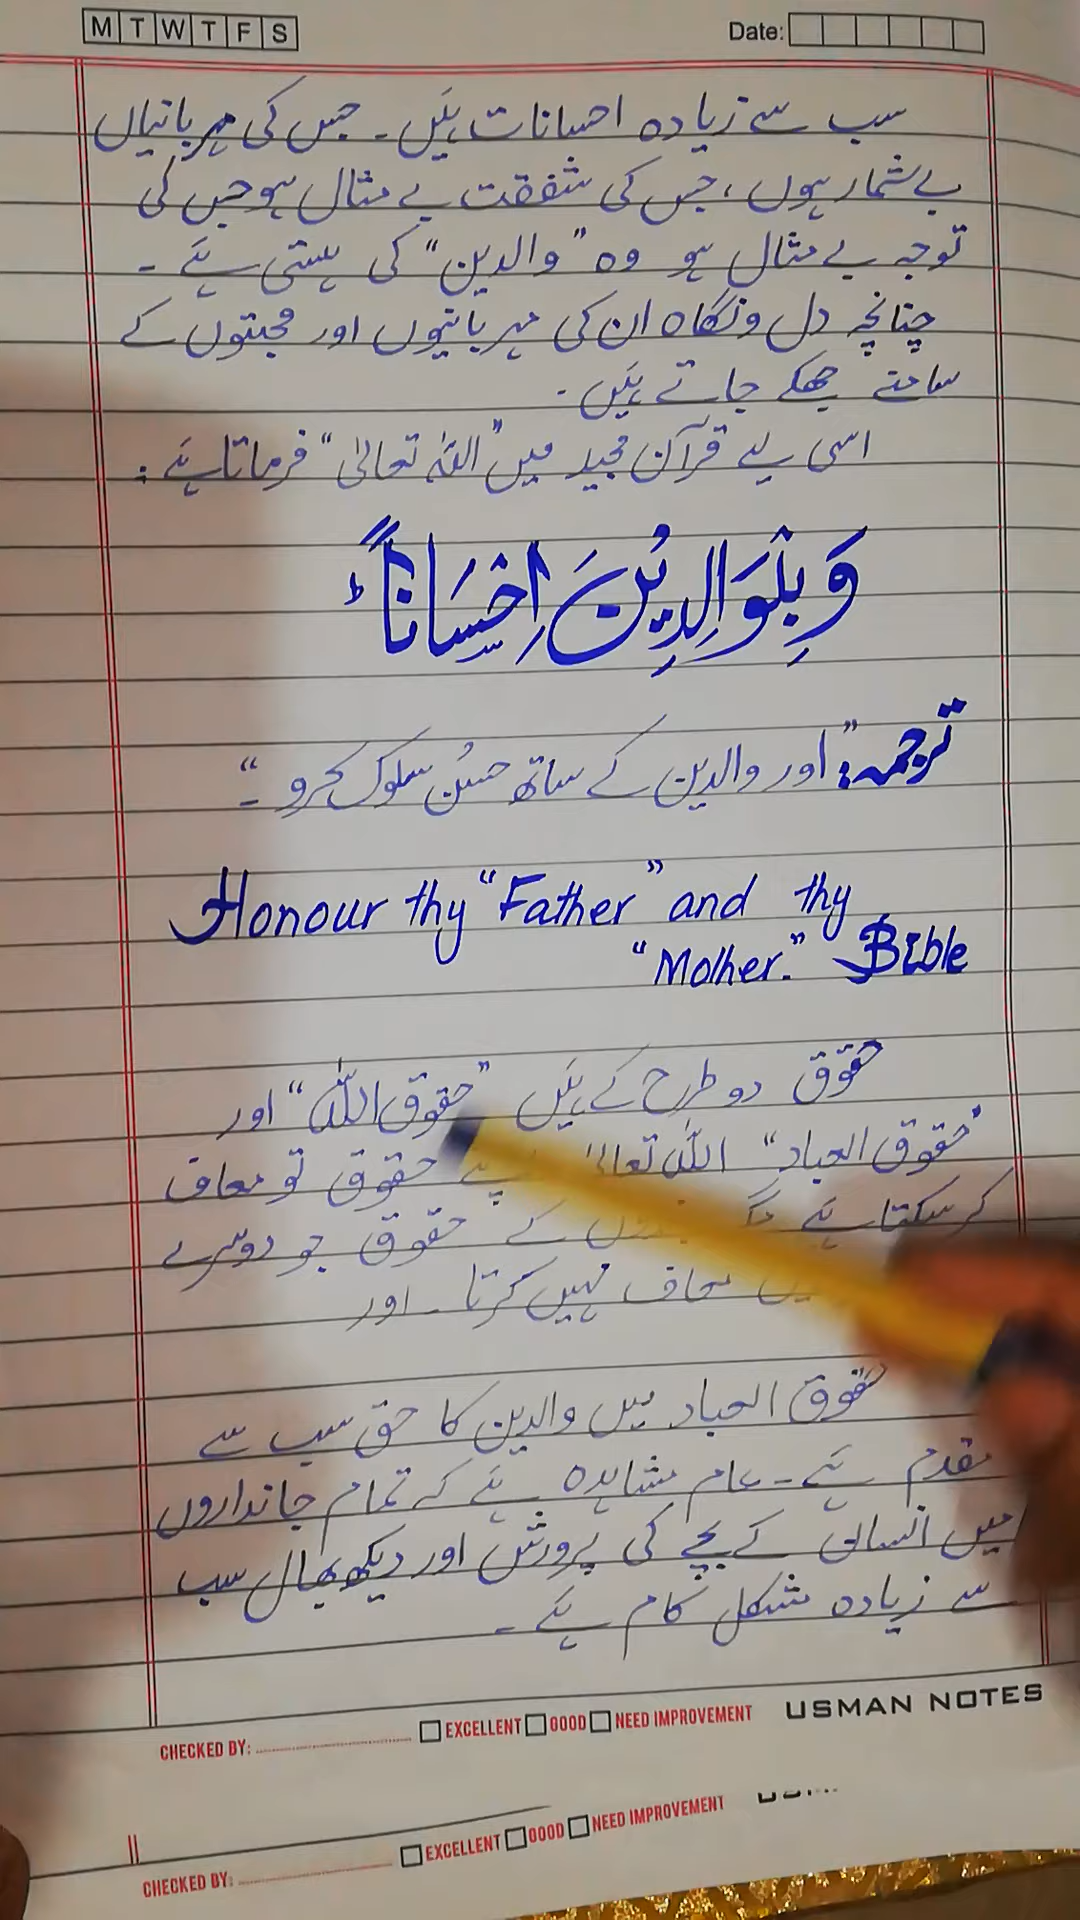 M T W T F S Date:
سب سے زیادہ احسانات ہیں۔ جس کی مہربانیاں
بے شمار ہوں، جس کی شفقت بے مثال ہو جس کی
توجہ بے مثال ہو وہ "والدین" کی ہستی ہے۔
چنانچہ دل و نگاہ ان کی مہربانیوں اور محبتوں کے
سامنے جھکے جاتے ہیں۔
اسی لیے قرآن مجید میں "اللہ تعالیٰ" فرماتا ہے:
وَبِالْوَالِدَيْنَ اِحْسَاناً ؕ
ترجمہ: "اور والدین کے ساتھ حسُن سلوک کرو۔"
Honour thy "Father" and thy
"Mother." Bible
حقوق دو طرح کے ہیں "حقوق اللہ" اور
"حقوق العباد" اللہ تعالیٰ حقوق تو معاف
کر سکتا ہے کے حقوق جو دوسرے
معاف نہیں کرتا۔ اور
حقوق العباد میں والدین کا حق سب سے
مقدم ہے۔ عام مشاہدہ ہے کہ تمام جانداروں
میں انسان کے بچے کی پرورش اور دیکھ بھال سب
سے زیادہ مشکل کام ہے۔
CHECKED BY: EXCELLENT GOOD NEED IMPROVEMENT USMAN NOTES
CHECKED BY: EXCELLENT GOOD NEED IMPROVEMENT